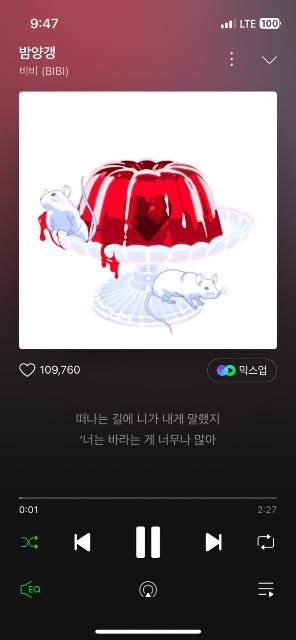 9:47
LTE 100
밤양갱
비비 (BIBI)
109,760
믹스업
떠나는 길에 니가 내게 말했지
'너는 바라는 게 너무나 많아
0:01
2:27
EQ